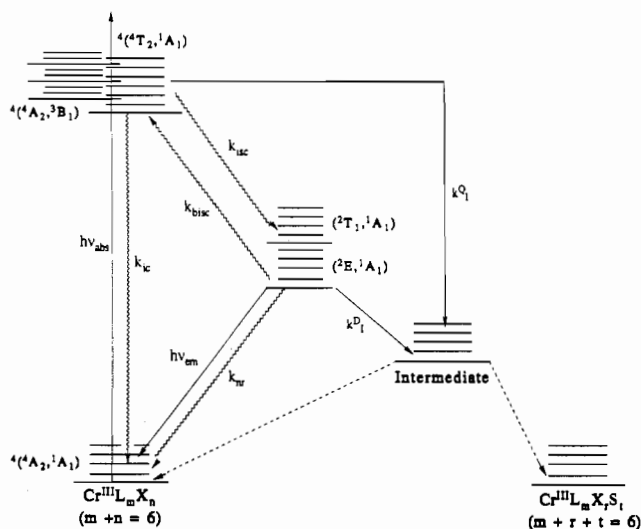 ⁴(⁴T₂,¹A₁)
⁴(⁴A₂,³B₁)
k_isc
k_bisc
k^Q_I
(²T₁,¹A₁)
hν_abs
k_ic
(²E,¹A₁)
k^D_I
hν_em
k_nr
Intermediate
⁴(⁴A₂,¹A₁)
Cr^III L_m X_n
(m + n = 6)
Cr^III L_m X_r S_t
(m + r + t = 6)